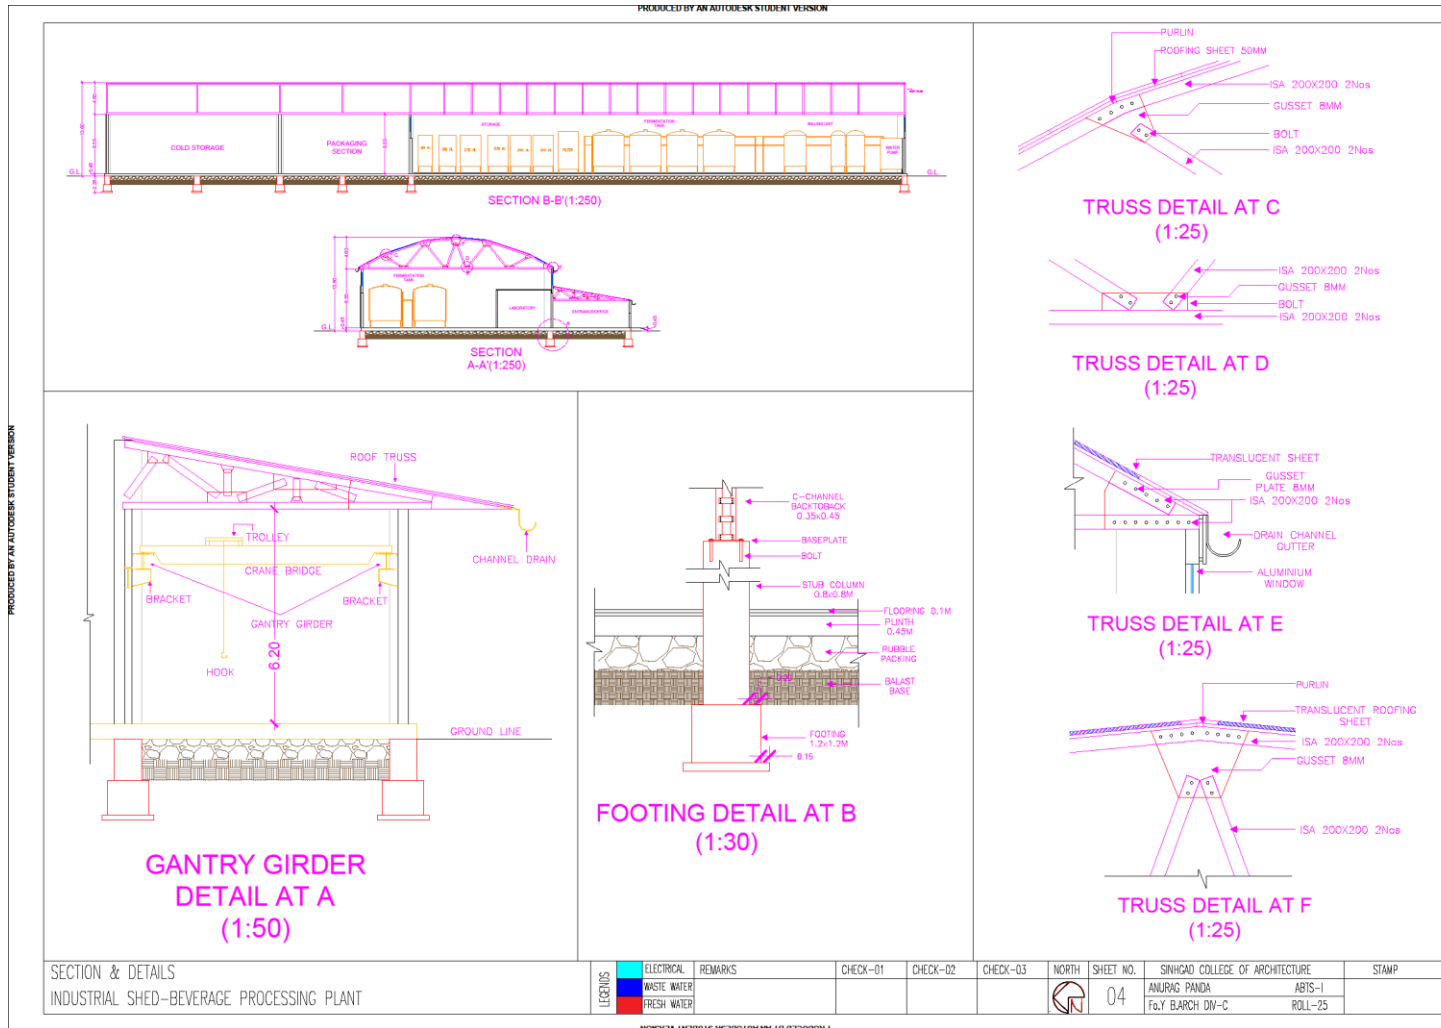 PRODUCED BY AN AUTODESK STUDENT VERSION
PRODUCED BY AN AUTODESK STUDENT VERSION
COLD STORAGE
PACKAGING
SECTION
STORAGE
FERMENTATION
TANK
MILLING UNIT
FILTER
WATER
PUMP
G.L.
G.L.
SECTION B-B'(1:250)
FERMENTATION
TANK
LABORATORY
ENTRANCE/OFFICE
G.L.
SECTION
A-A'(1:250)
PURLIN
ROOFING SHEET 50MM
ISA 200X200 2Nos
GUSSET 8MM
BOLT
ISA 200X200 2Nos
TRUSS DETAIL AT C
(1:25)
ISA 200X200 2Nos
GUSSET 8MM
BOLT
ISA 200X200 2Nos
TRUSS DETAIL AT D
(1:25)
TRANSLUCENT SHEET
GUSSET
PLATE 8MM
ISA 200X200 2Nos
DRAIN CHANNEL
GUTTER
ALUMINIUM
WINDOW
TRUSS DETAIL AT E
(1:25)
PURLIN
TRANSLUCENT ROOFING
SHEET
ISA 200X200 2Nos
GUSSET 8MM
ISA 200X200 2Nos
TRUSS DETAIL AT F
(1:25)
ROOF TRUSS
TROLLEY
CRANE BRIDGE
CHANNEL DRAIN
BRACKET
BRACKET
GANTRY GIRDER
6.20
HOOK
GROUND LINE
GANTRY GIRDER
DETAIL AT A
(1:50)
C-CHANNEL
BACKTOBACK
0.35x0.45
BASEPLATE
BOLT
STUB COLUMN
0.8x0.8M
FLOORING 0.1M
PLINTH
0.45M
RUBBLE
PACKING
BALAST
BASE
0.20
FOOTING
1.2x1.2M
0.15
FOOTING DETAIL AT B
(1:30)
SECTION & DETAILS
INDUSTRIAL SHED-BEVERAGE PROCESSING PLANT
LEGENDS
ELECTRICAL
WASTE WATER
FRESH WATER
REMARKS
CHECK-01
CHECK-02
CHECK-03
NORTH
SHEET NO.
04
SINHGAD COLLEGE OF ARCHITECTURE
ANURAG PANDA ABTS-I
Fo.Y B.ARCH DIV-C ROLL-25
STAMP